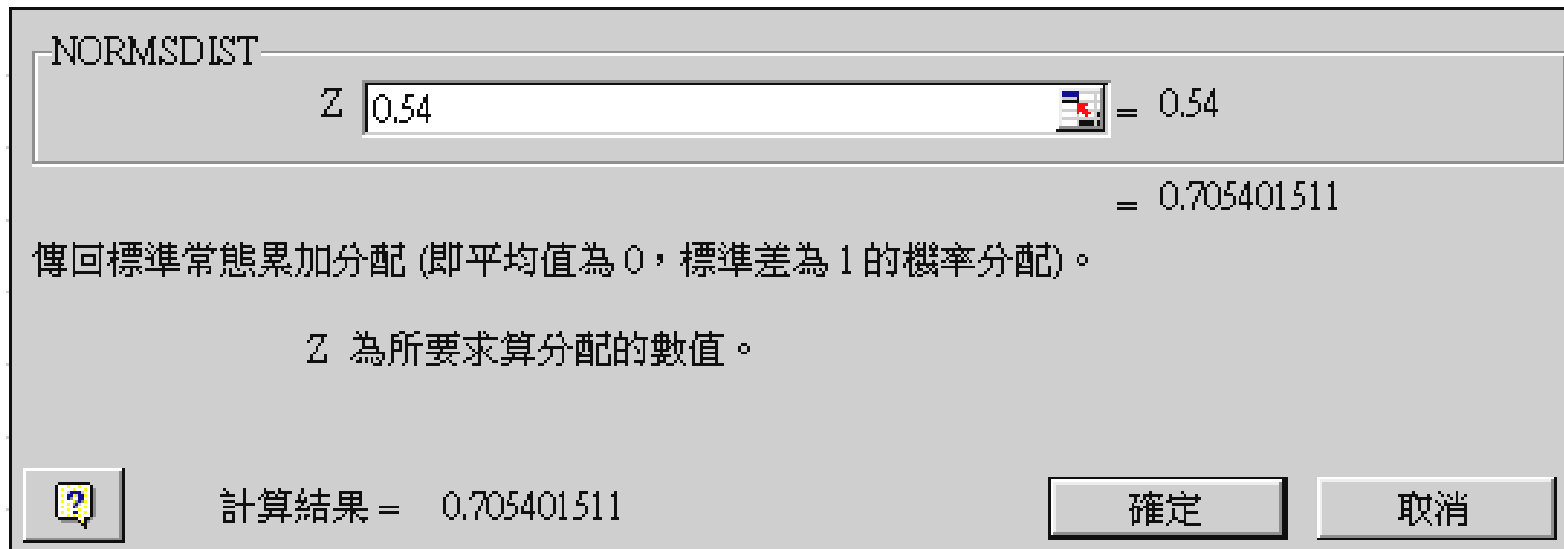 NORMSDIST
Z 0.54 = 0.54
= 0.705401511
傳回標準常態累加分配 (即平均值為 0，標準差為 1 的機率分配)。
Z 為所要求算分配的數值。
計算結果 = 0.705401511 確定 取消